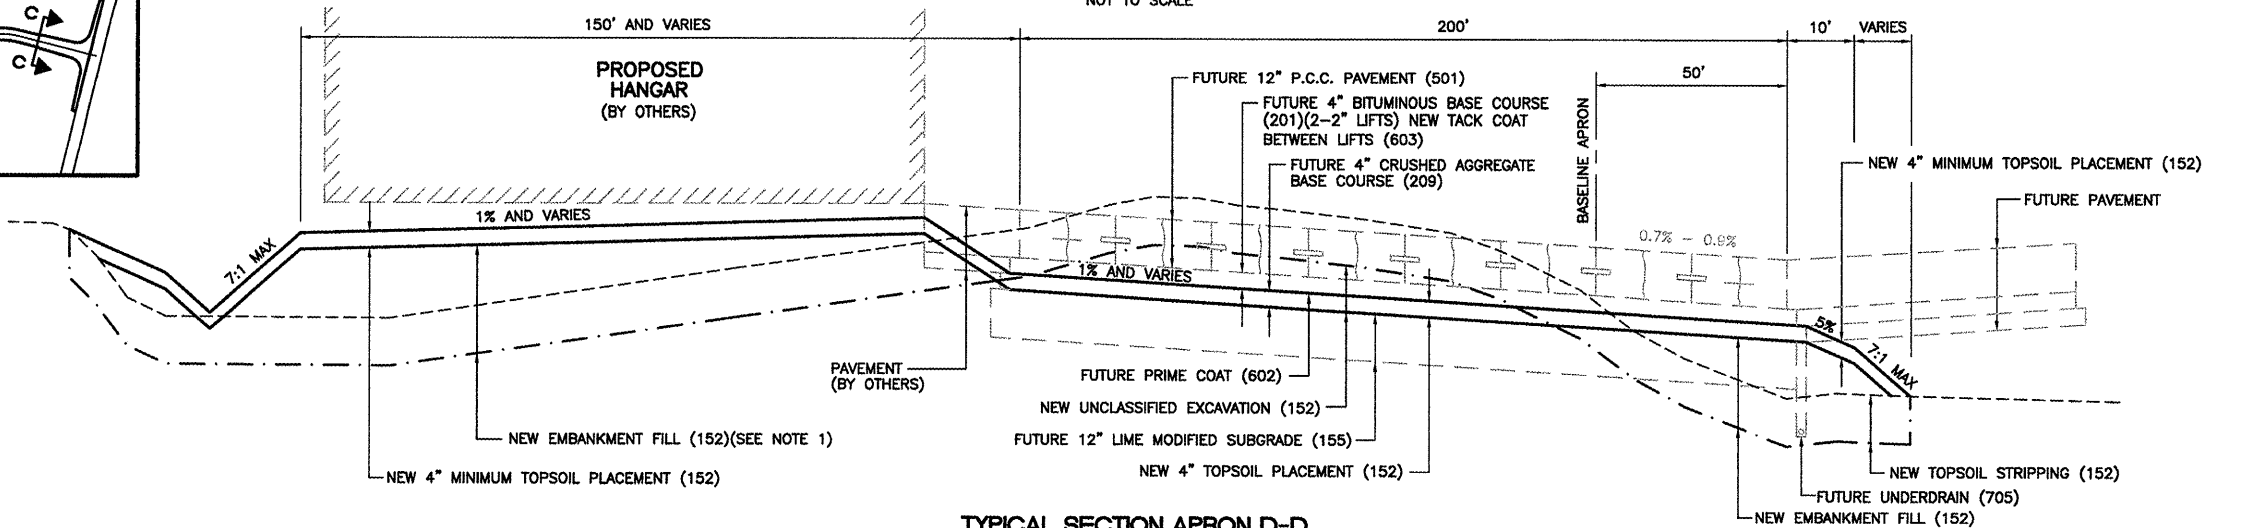 C
C
NOT TO SCALE
150' AND VARIES
200'
10'
VARIES
PROPOSED
HANGAR
(BY OTHERS)
FUTURE 12" P.C.C. PAVEMENT (501)
FUTURE 4" BITUMINOUS BASE COURSE
(201)(2-2" LIFTS) NEW TACK COAT
BETWEEN LIFTS (603)
FUTURE 4" CRUSHED AGGREGATE
BASE COURSE (209)
50'
BASELINE APRON
NEW 4" MINIMUM TOPSOIL PLACEMENT (152)
FUTURE PAVEMENT
7:1 MAX
1% AND VARIES
1% AND VARIES
0.7% - 0.9%
5%
7:1 MAX
PAVEMENT
(BY OTHERS)
FUTURE PRIME COAT (602)
NEW UNCLASSIFIED EXCAVATION (152)
FUTURE 12" LIME MODIFIED SUBGRADE (155)
NEW 4" TOPSOIL PLACEMENT (152)
NEW EMBANKMENT FILL (152)(SEE NOTE 1)
NEW 4" MINIMUM TOPSOIL PLACEMENT (152)
NEW TOPSOIL STRIPPING (152)
FUTURE UNDERDRAIN (705)
NEW EMBANKMENT FILL (152)
TYPICAL SECTION APRON D-D